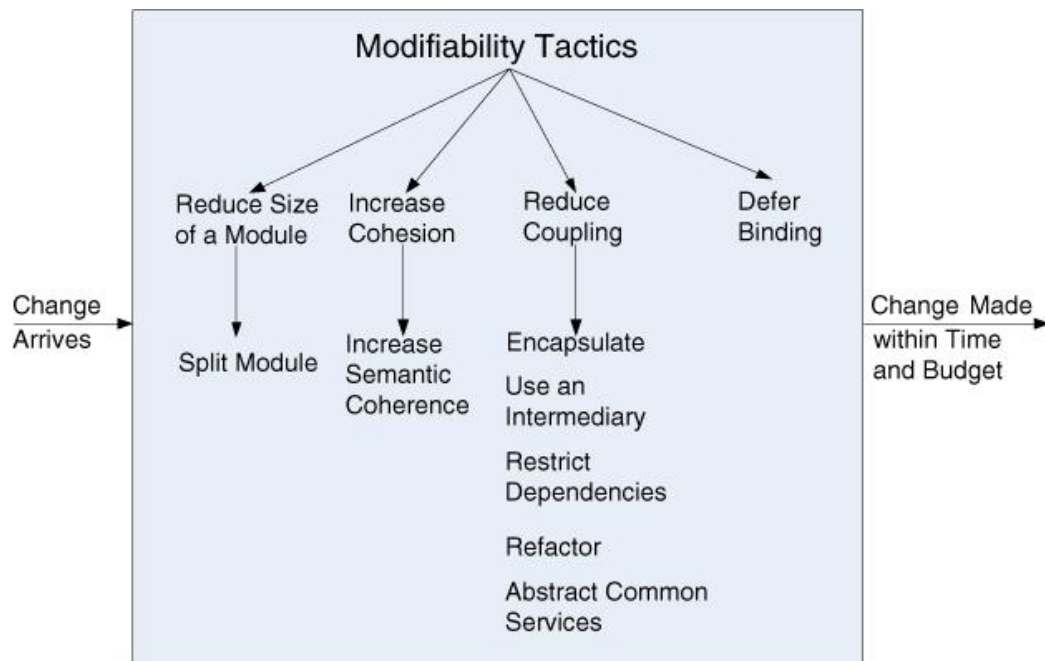 Modifiability Tactics
Reduce Size
of a Module
Increase
Cohesion
Reduce
Coupling
Defer
Binding
Change
Arrives
Split Module
Increase
Semantic
Coherence
Encapsulate
Use an
Intermediary
Restrict
Dependencies
Refactor
Abstract Common
Services
Change Made
within Time
and Budget